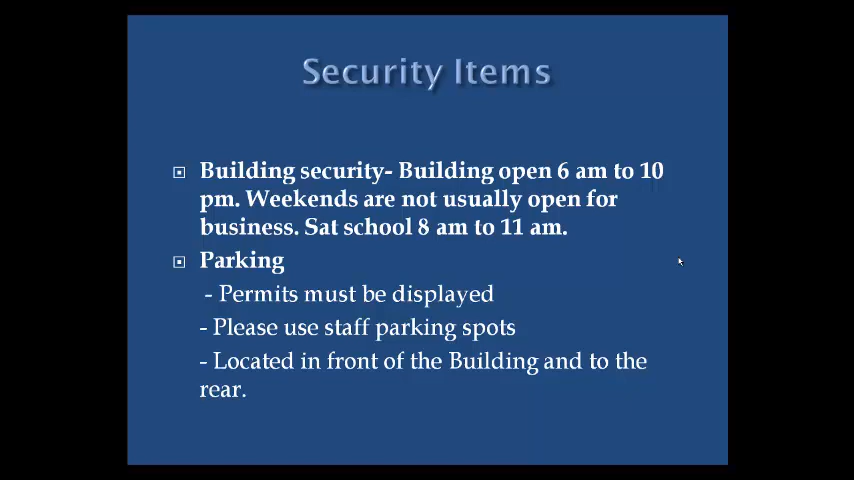 Security Items
Building security- Building open 6 am to 10
pm. Weekends are not usually open for
business. Sat school 8 am to 11 am.
Parking
- Permits must be displayed
- Please use staff parking spots
- Located in front of the Building and to the
rear.